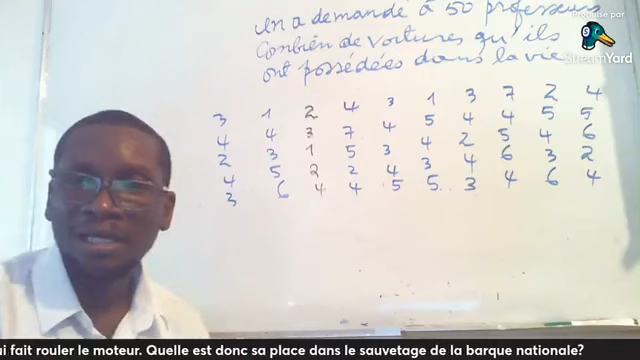 on a demandé à 50 professeurs
Combien de voitures qu'ils
ont possédées dans la vie
Produite par
StreamYard
3 1 2 4 3 1 3 7 2 4
4 4 3 7 4 5 4 4 5 5
2 3 1 5 3 4 2 5 4 6
4 5 2 2 4 3 4 6 3 2
3 6 4 4 5 5 3 4 6 4
ui fait rouler le moteur. Quelle est donc sa place dans le sauvetage de la barque nationale?